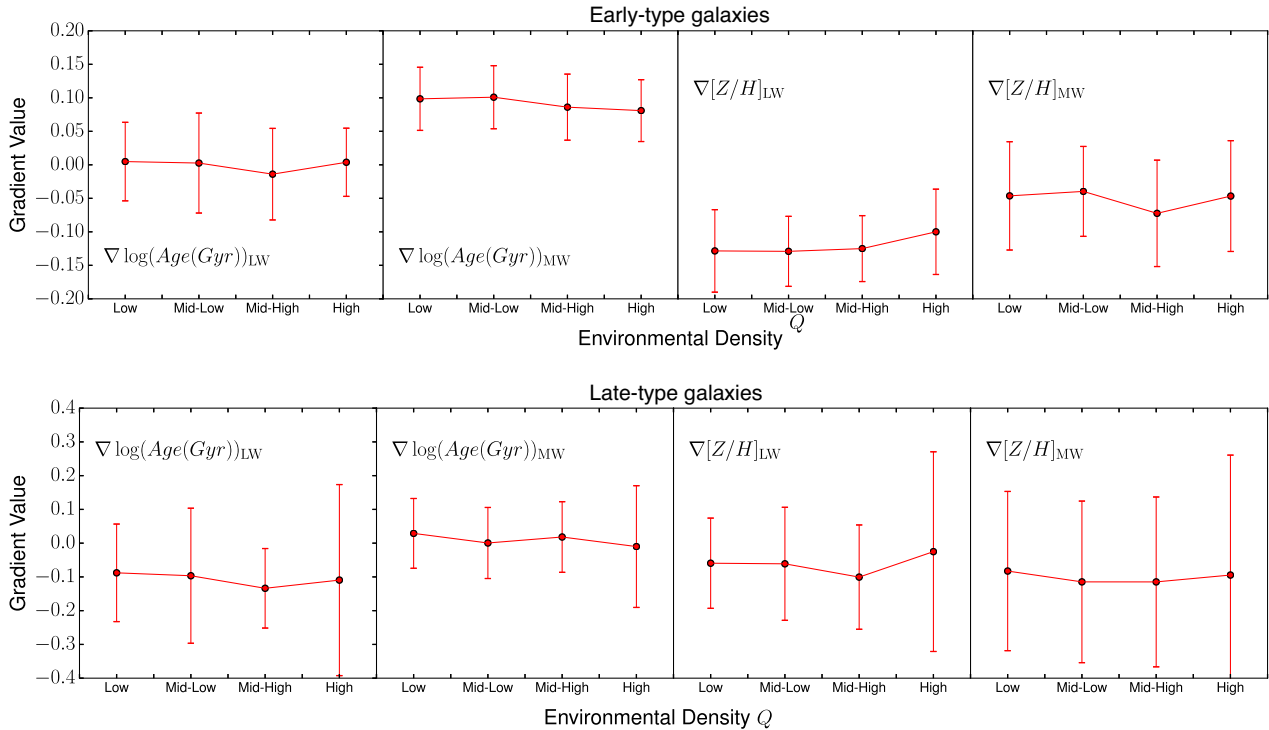 Early-type galaxies
Gradient Value
0.20
0.15
0.10
0.05
0.00
−0.05
−0.10
−0.15
−0.20
∇ log(Age(Gyr))LW
∇ log(Age(Gyr))MW
∇[Z/H]LW
∇[Z/H]MW
Low Mid-Low Mid-High High Low Mid-Low Mid-High High Low Mid-Low Mid-High High Low Mid-Low Mid-High High
Environmental Density Q
Late-type galaxies
Gradient Value
0.4
0.3
0.2
0.1
0.0
−0.1
−0.2
−0.3
−0.4
∇ log(Age(Gyr))LW
∇ log(Age(Gyr))MW
∇[Z/H]LW
∇[Z/H]MW
Low Mid-Low Mid-High High Low Mid-Low Mid-High High Low Mid-Low Mid-High High Low Mid-Low Mid-High High
Environmental Density Q